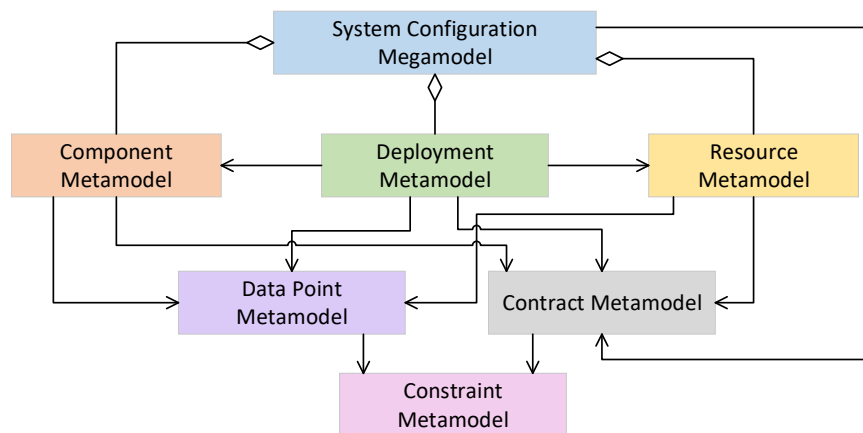 System Configuration
Megamodel
Component
Metamodel
Deployment
Metamodel
Resource
Metamodel
Data Point
Metamodel
Contract Metamodel
Constraint
Metamodel